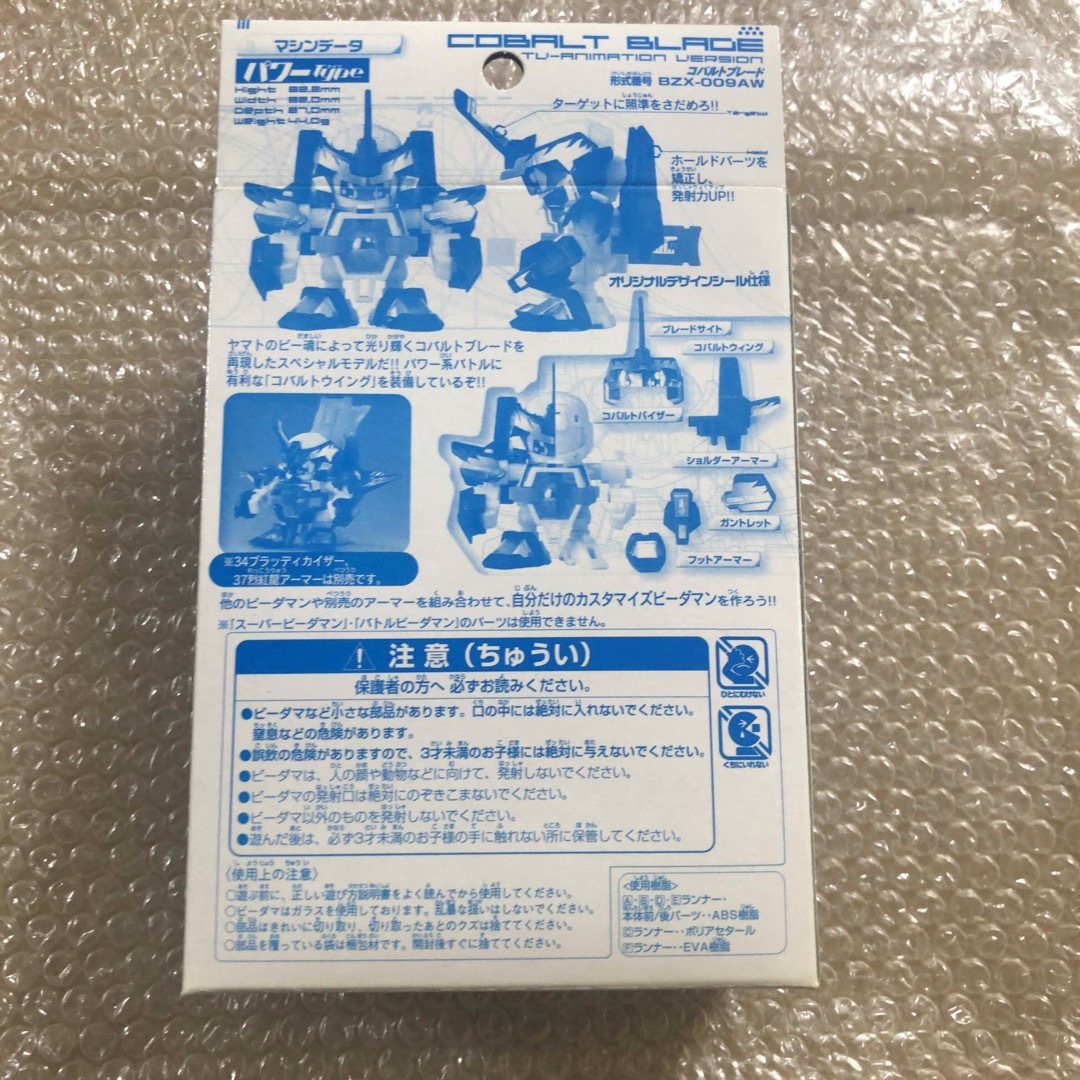 マシンデータ
パワーType
Hight 82.2mm
Width 82.0mm
Depth 87.0mm
Weight 44.0g
COBALT BLADE
TV-ANIMATION VERSION
コバルトブレード
形式番号 BZX-009AW
ターゲットに照準をさだめろ!!
ホールドパーツを
矯正し、
発射力UP!!
オリジナルデザインシール仕様
ヤマトのビー魂によって光り輝くコバルトブレードを
再現したスペシャルモデルだ!! パワー系バトルに
有利な「コバルトウイング」を装備しているぞ!!
ブレードサイト
コバルトウィング
コバルトバイザー
ショルダーアーマー
ガントレット
フットアーマー
※34ブラッディカイザー、
37烈紅龍アーマーは別売です。
他のビーダマンや別売のアーマーを組み合わせて、自分だけのカスタマイズビーダマンを作ろう!!
※「スーパービーダマン」・「バトルビーダマン」のパーツは使用できません。
注意(ちゅうい)
保護者の方へ 必ずお読みください。
●ビーダマなど小さな部品があります。口の中には絶対に入れないでください。
窒息などの危険があります。
●誤飲の危険がありますので、3才未満のお子様には絶対に与えないでください。
●ビーダマは、人の顔や動物などに向けて、発射しないでください。
●ビーダマの発射口は絶対にのぞきこまないでください。
●ビーダマ以外のものを発射しないでください。
●遊んだ後は、必ず3才未満のお子様の手に触れない所に保管してください。
ひとにむけない
くちにいれない
〈使用上の注意〉
○遊ぶ前に、正しい遊び方説明書をよく読んでから使用してください。
○ビーダマはガラスを使用しております。乱暴な扱いはしないでください。
○部品はきれいに切り取り、切り取ったあとのクズは捨ててください。
○部品を覆っている袋は梱包材です。開封後すぐに捨ててください。
〈使用樹脂〉
Ⓐ・Ⓑ・Ⓓ・Ⓔランナー・
本体前/後パーツ・・ABS樹脂
Ⓒランナー・・ポリアセタール
Ⓕランナー・・EVA樹脂